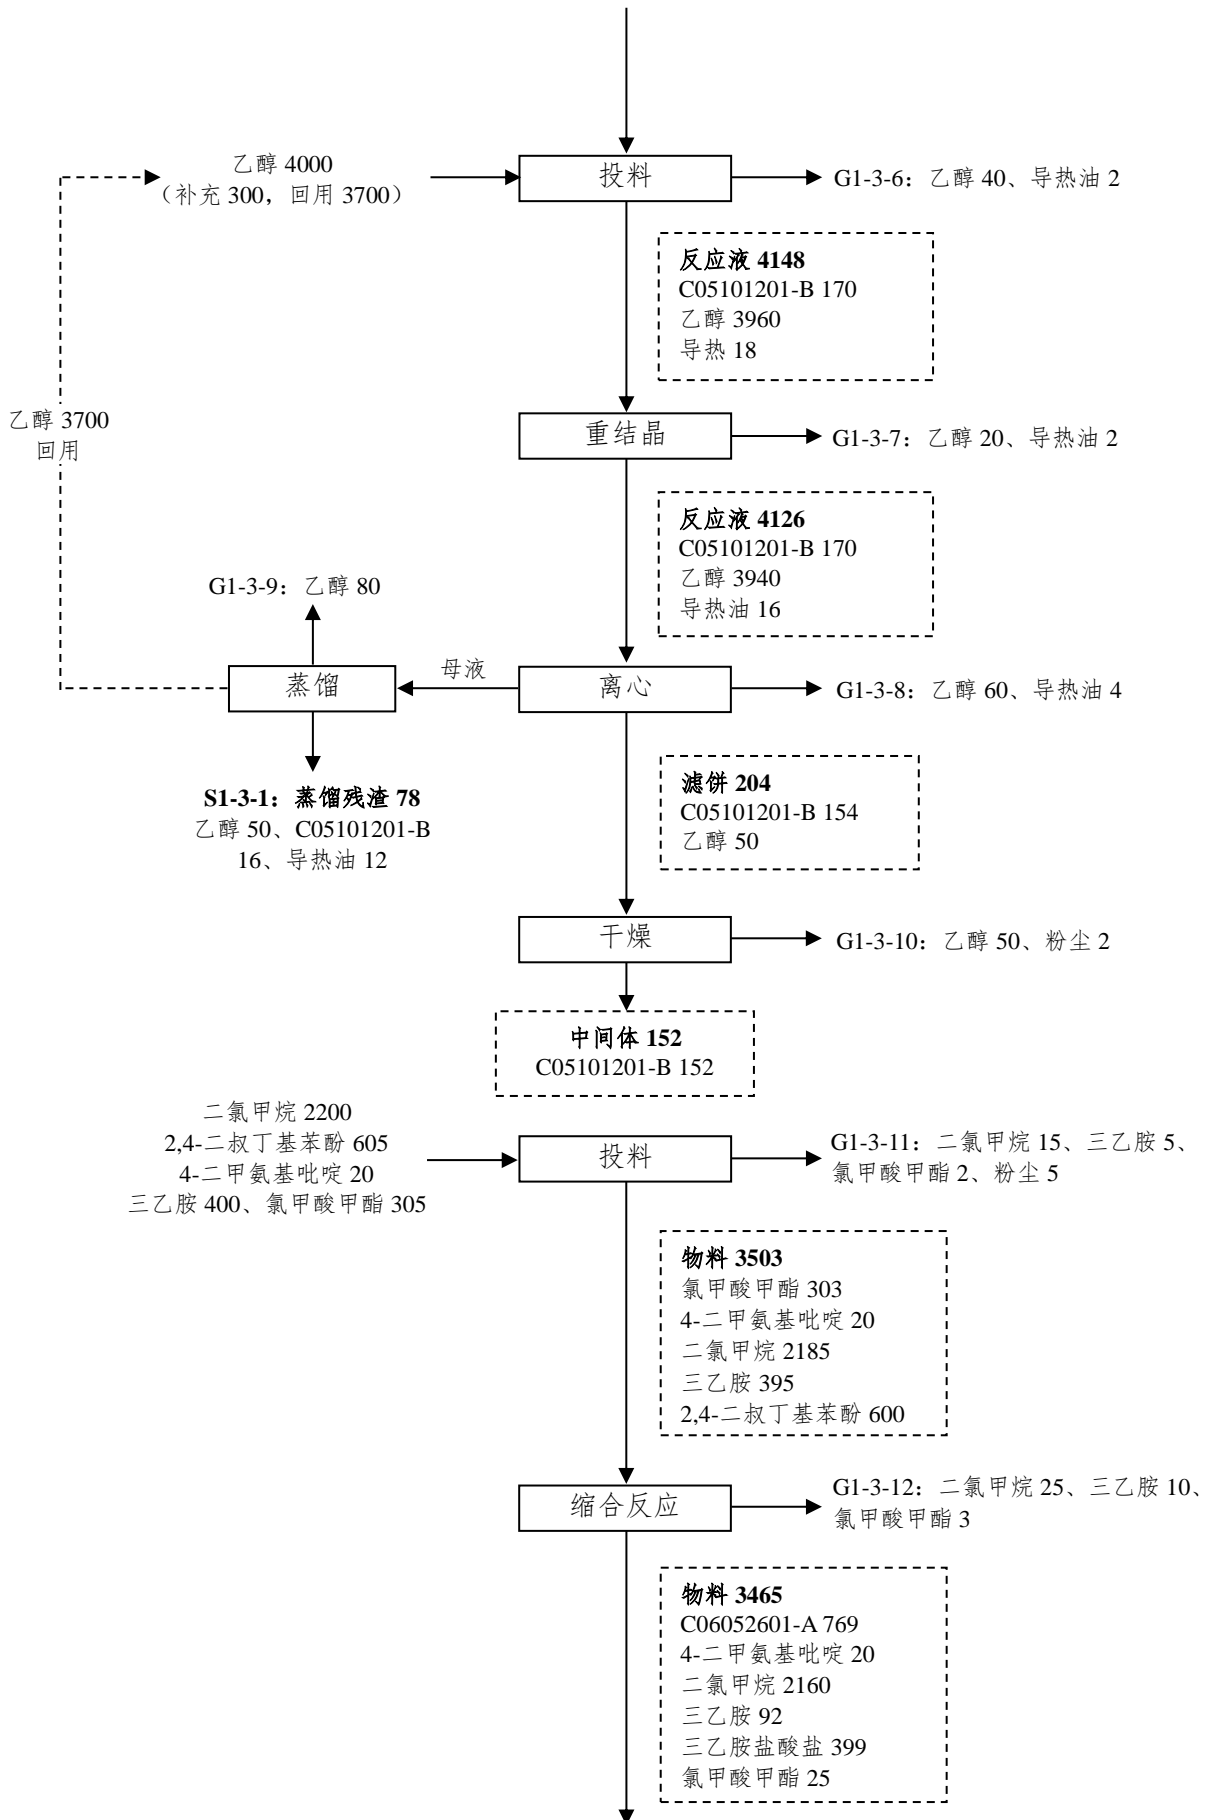 乙醇 4000
（补充 300，回用 3700）
投料
G1-3-6：乙醇 40、导热油 2
反应液 4148
C05101201-B 170
乙醇 3960
导热 18
乙醇 3700
回用
重结晶
G1-3-7：乙醇 20、导热油 2
反应液 4126
C05101201-B 170
乙醇 3940
导热油 16
G1-3-9：乙醇 80
蒸馏
母液
离心
G1-3-8：乙醇 60、导热油 4
S1-3-1：蒸馏残渣 78
乙醇 50、C05101201-B
16、导热油 12
滤饼 204
C05101201-B 154
乙醇 50
干燥
G1-3-10：乙醇 50、粉尘 2
中间体 152
C05101201-B 152
二氯甲烷 2200
2,4-二叔丁基苯酚 605
4-二甲氨基吡啶 20
三乙胺 400、氯甲酸甲酯 305
投料
G1-3-11：二氯甲烷 15、三乙胺 5、
氯甲酸甲酯 2、粉尘 5
物料 3503
氯甲酸甲酯 303
4-二甲氨基吡啶 20
二氯甲烷 2185
三乙胺 395
2,4-二叔丁基苯酚 600
缩合反应
G1-3-12：二氯甲烷 25、三乙胺 10、
氯甲酸甲酯 3
物料 3465
C06052601-A 769
4-二甲氨基吡啶 20
二氯甲烷 2160
三乙胺 92
三乙胺盐酸盐 399
氯甲酸甲酯 25